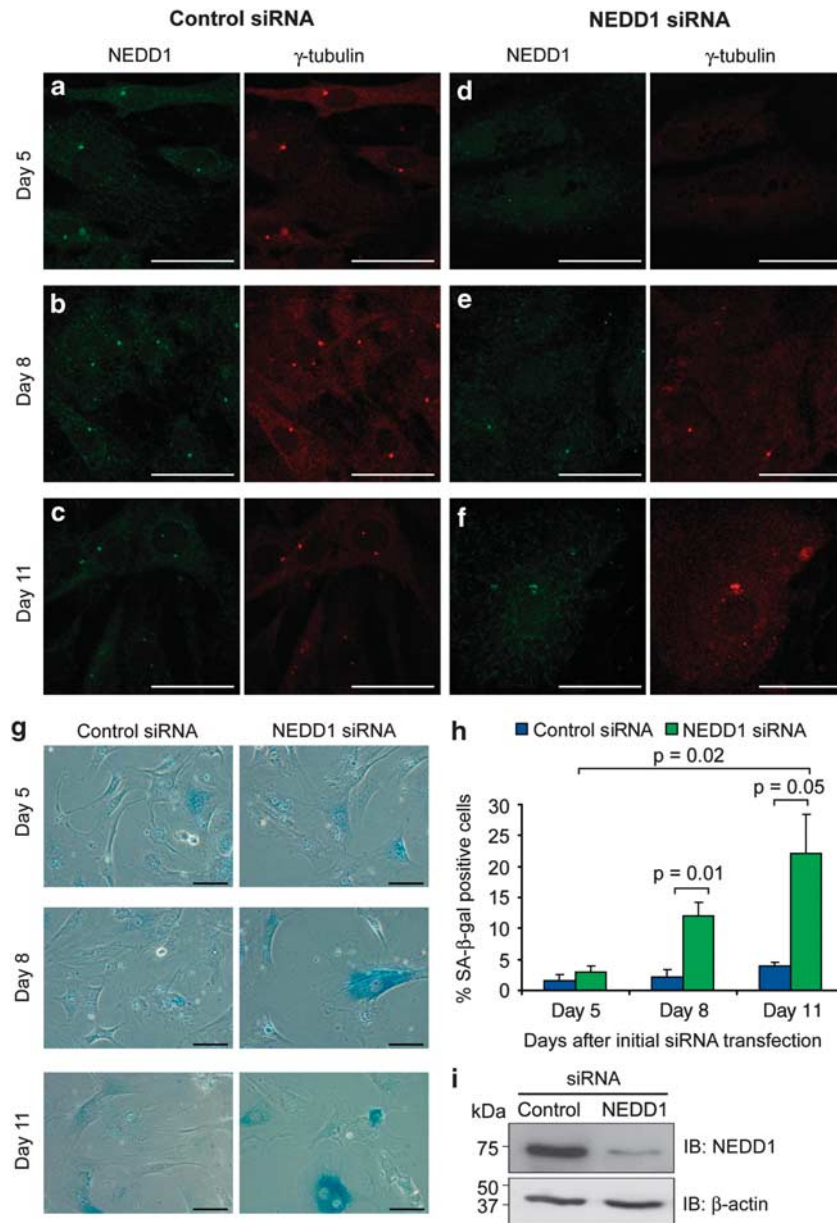 Control siRNA NEDD1 siRNA
NEDD1 γ-tubulin NEDD1 γ-tubulin
a d
Day 5
b e
Day 8
c f
Day 11
g
Control siRNA NEDD1 siRNA
Day 5
Day 8
Day 11
h
Control siRNA NEDD1 siRNA
p = 0.02
p = 0.05
p = 0.01
% SA-β-gal positive cells
30
25
20
15
10
5
0
Day 5 Day 8 Day 11
Days after initial siRNA transfection
i
siRNA
kDa Control NEDD1
75 IB: NEDD1
50
37 IB: β-actin